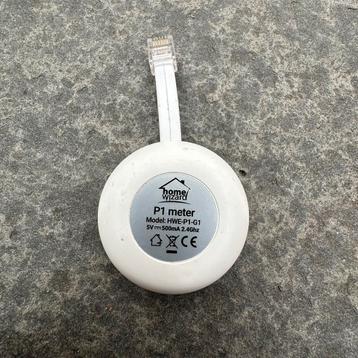 home
wizard
P1 meter
Model: HWE-P1-G1
5V⎓500mA 2.4Ghz
CE